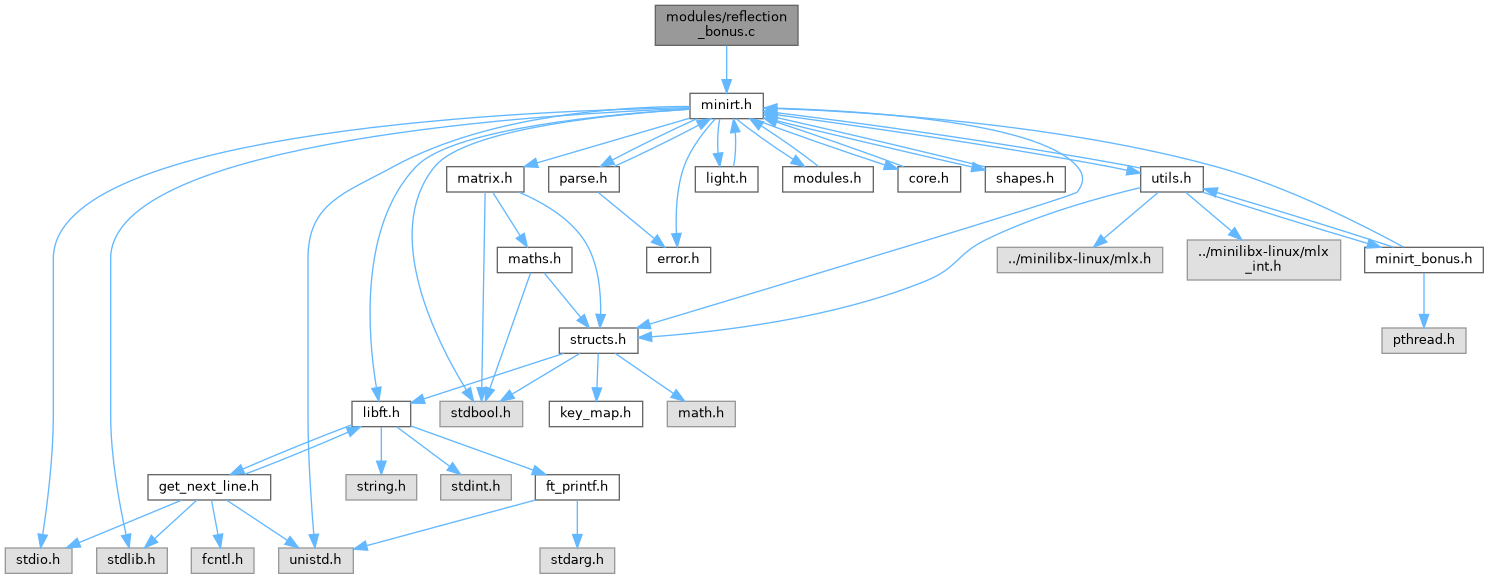 modules/reflection
_bonus.c
minirt.h
matrix.h
parse.h
light.h
modules.h
core.h
shapes.h
utils.h
maths.h
error.h
../minilibx-linux/mlx.h
../minilibx-linux/mlx
_int.h
minirt_bonus.h
structs.h
pthread.h
libft.h
stdbool.h
key_map.h
math.h
get_next_line.h
string.h
stdint.h
ft_printf.h
stdio.h
stdlib.h
fcntl.h
unistd.h
stdarg.h